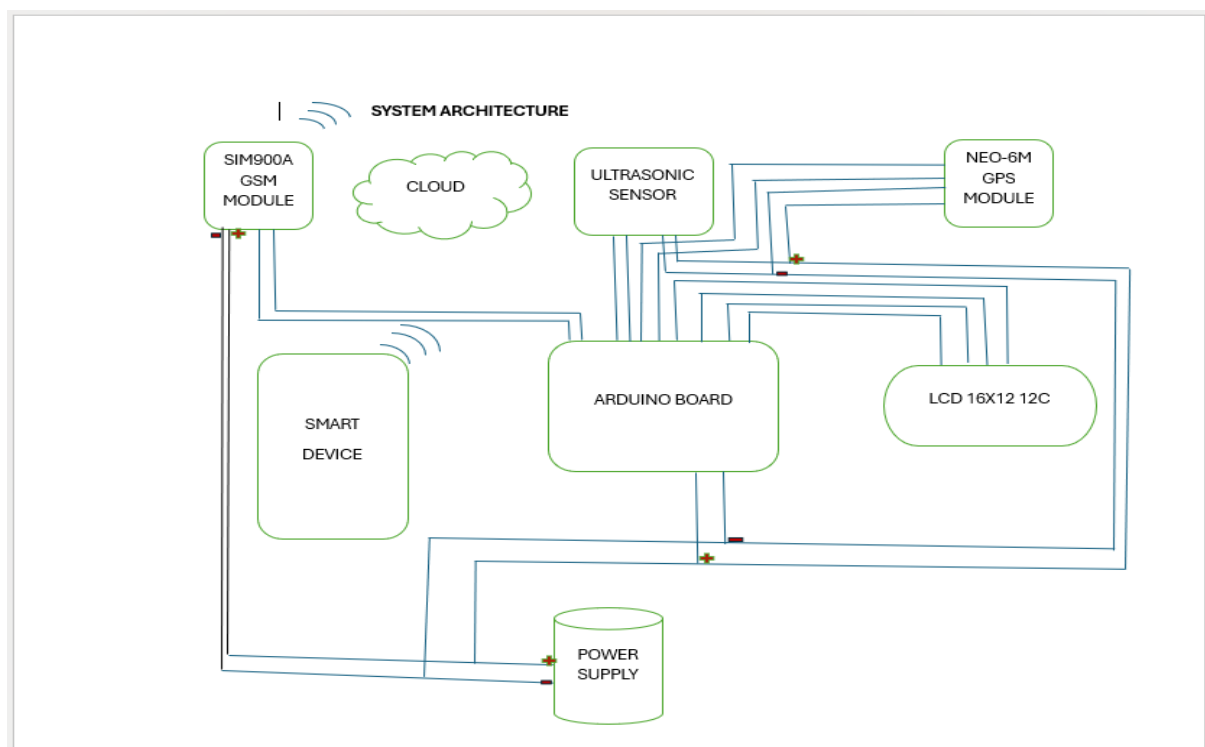 SYSTEM ARCHITECTURE
SIM900A
GSM
MODULE
CLOUD
ULTRASONIC
SENSOR
NEO-6M
GPS
MODULE
ARDUINO BOARD
LCD 16X12 12C
SMART
DEVICE
POWER
SUPPLY